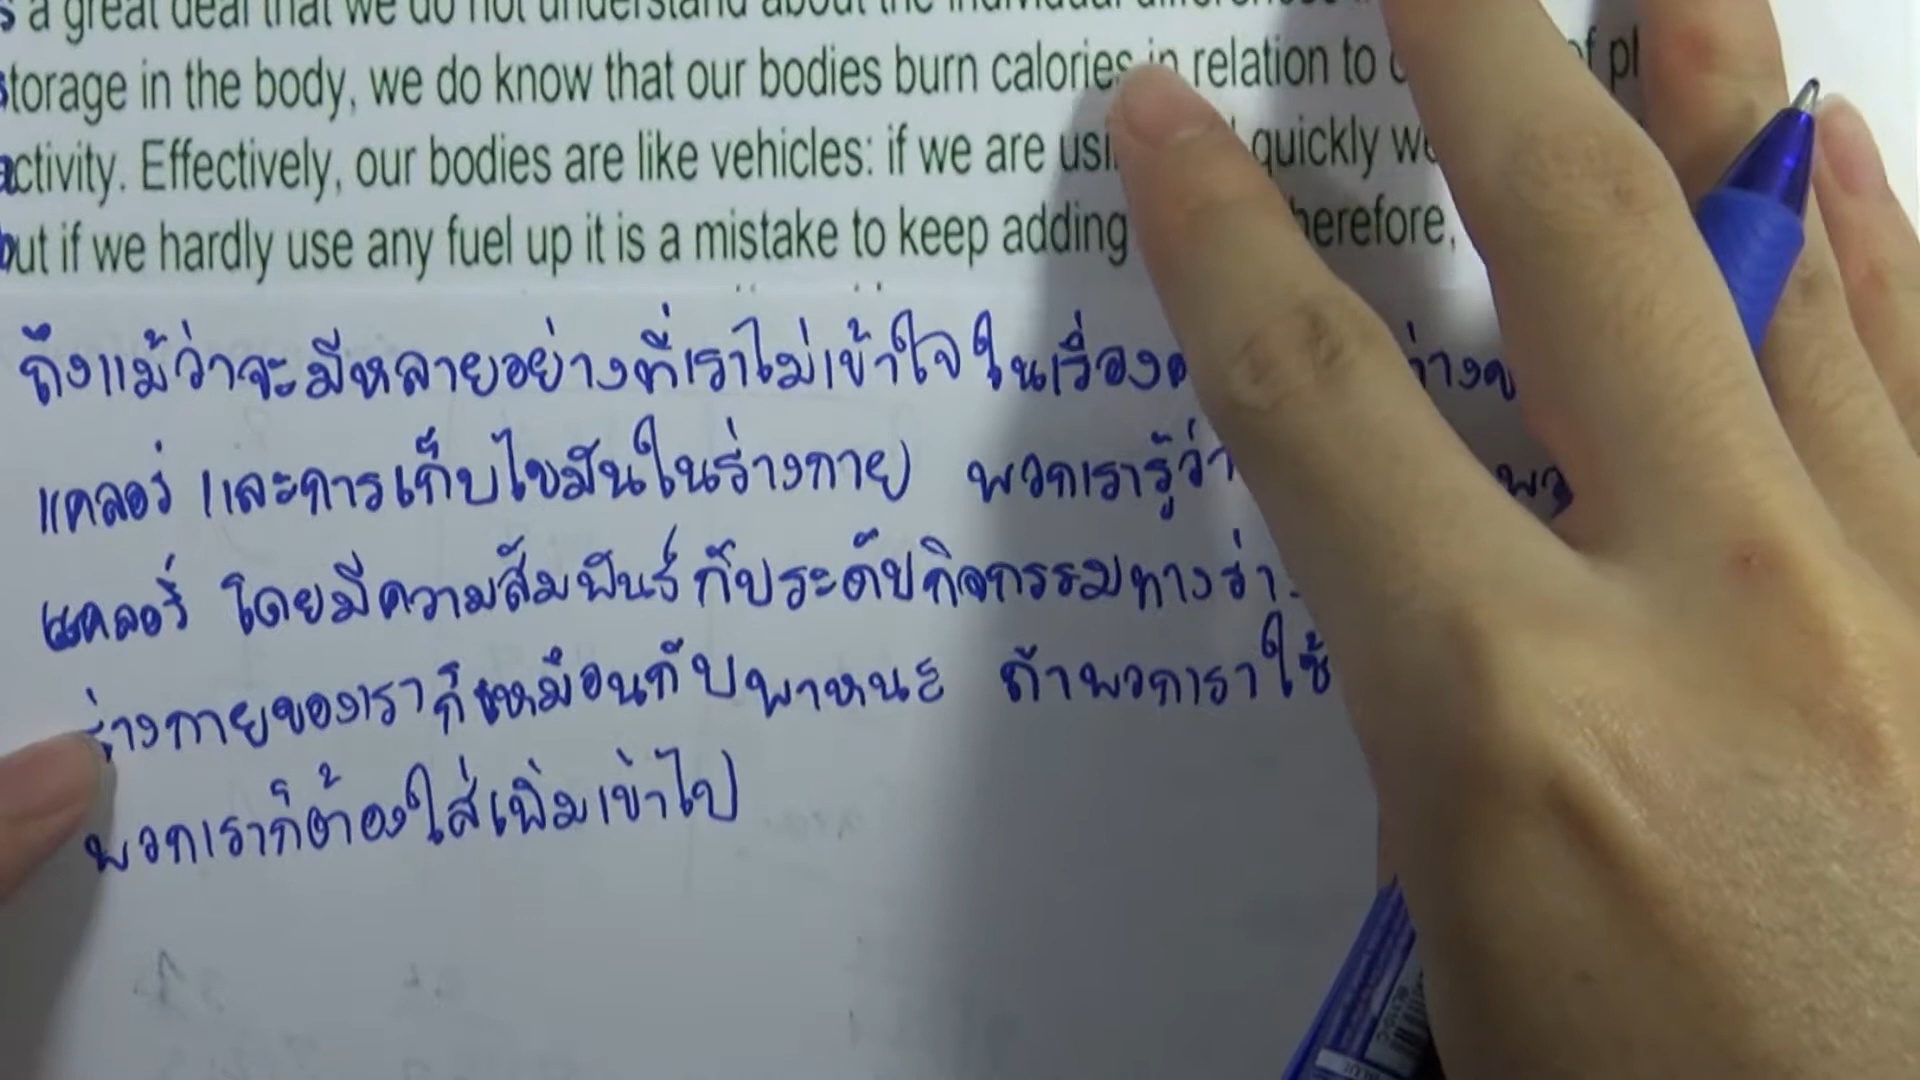 a great deal that we do not understand about the individual
storage in the body, we do know that our bodies burn calories in relation to of
activity. Effectively, our bodies are like vehicles: if we are quickly
but if we hardly use any fuel up it is a mistake to keep adding
ถึงแม้ว่าจะมีหลายอย่างที่เราไม่เข้าใจ ในเรื่อง
แคลอรี่ และการเก็บไขมันในร่างกาย พวกเรารู้ว่า
แคลอรี่ โดยมีความสัมพันธ์กับระดับกิจกรรมทาง
ร่างกายของเราก็เหมือนกับพาหนะ ถ้าพวกเราใช้
พวกเราก็ต้องใส่เพิ่มเข้าไป